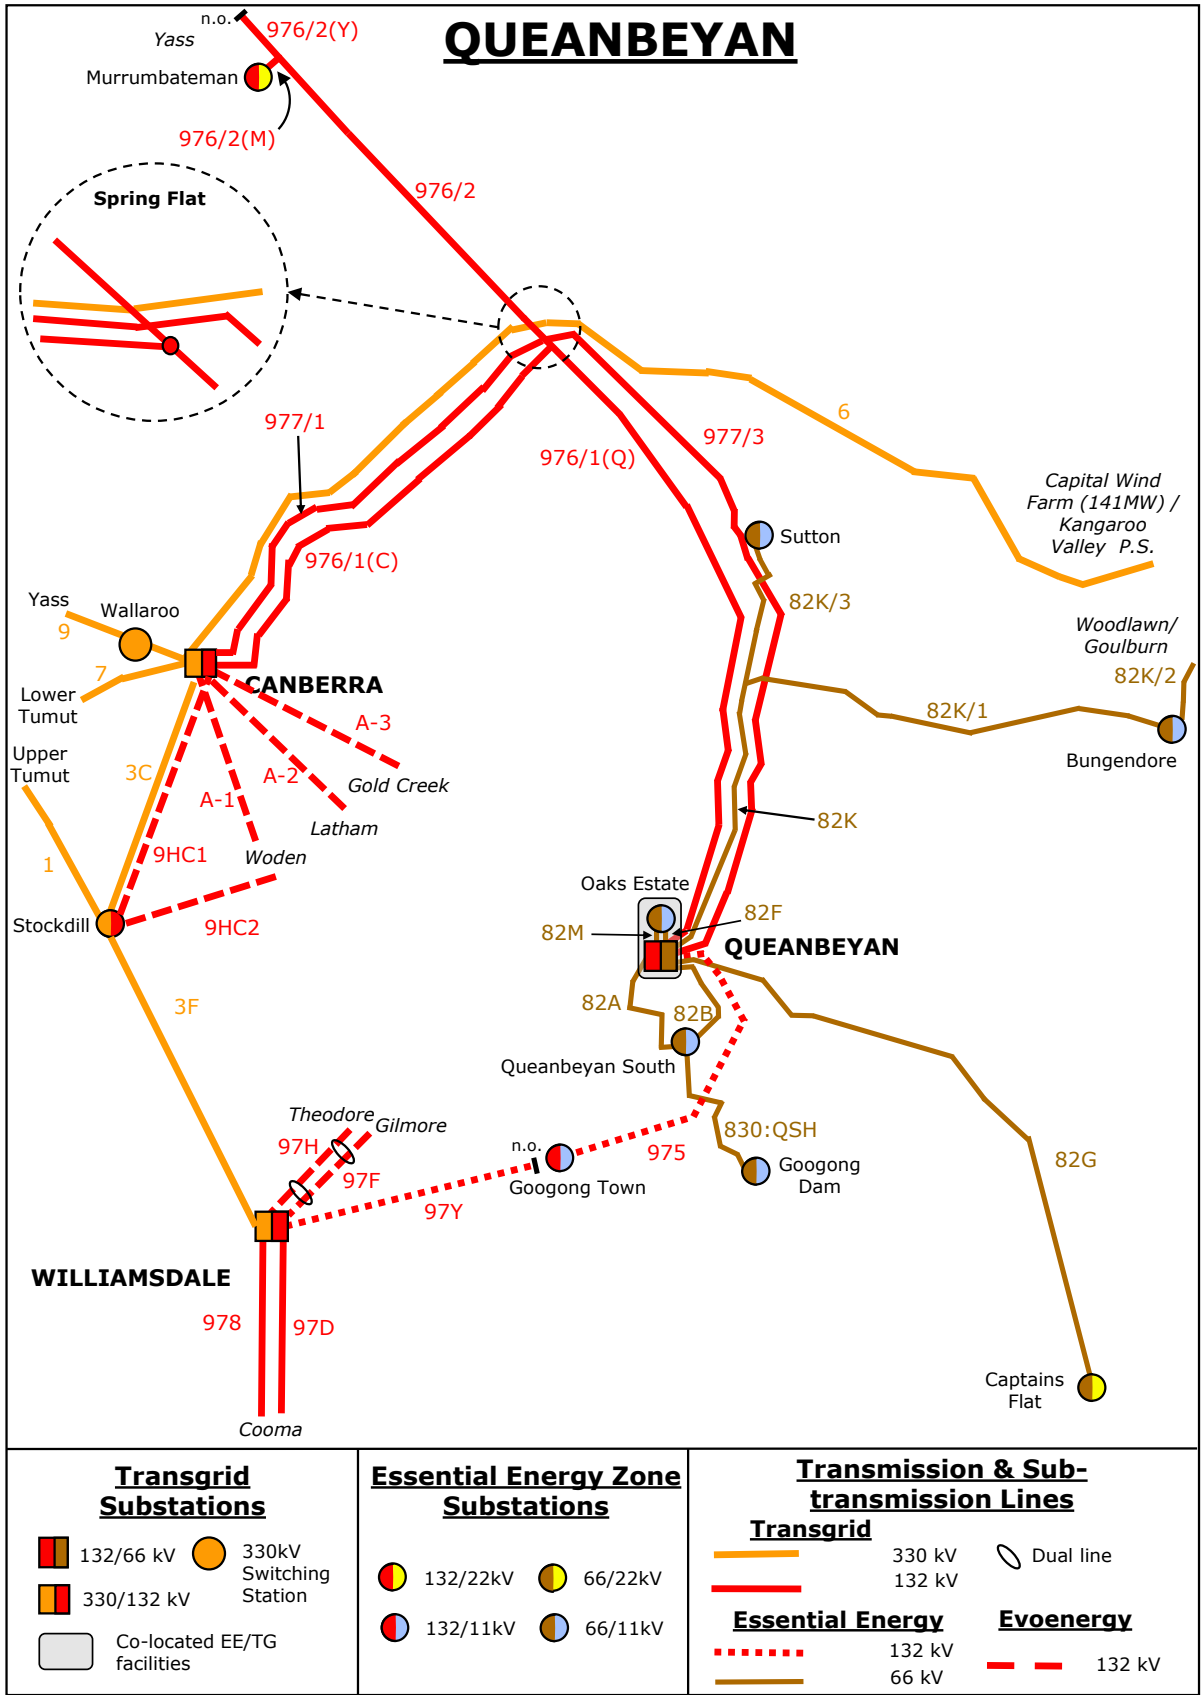 QUEANBEYAN
n.o.
976/2(Y)
Yass
Murrumbateman
976/2(M)
976/2
Spring Flat
977/1
6
977/3
976/1(Q)
Capital Wind
Farm (141MW) /
Kangaroo
Valley P.S.
Sutton
976/1(C)
82K/3
Yass
Wallaroo
9
Woodlawn/
Goulburn
7
82K/2
Lower
Tumut
CANBERRA
82K/1
A-3
Upper
Tumut
3C
A-2
Gold Creek
Bungendore
A-1
Latham
82K
9HC1
Woden
1
Oaks Estate
Stockdill
9HC2
82M
82F
QUEANBEYAN
3F
82A
82B
Queanbeyan South
Theodore
Gilmore
97H
97F
n.o.
Googong Town
975
830:QSH
Googong
Dam
82G
97Y
WILLIAMSDALE
978
97D
Captains
Flat
Cooma
Transgrid
Substations
132/66 kV
330kV
Switching
Station
330/132 kV
Co-located EE/TG
facilities
Essential Energy Zone
Substations
132/22kV
66/22kV
132/11kV
66/11kV
Transmission & Sub-
transmission Lines
Transgrid
330 kV
132 kV
Dual line
Essential Energy
132 kV
66 kV
Evoenergy
132 kV